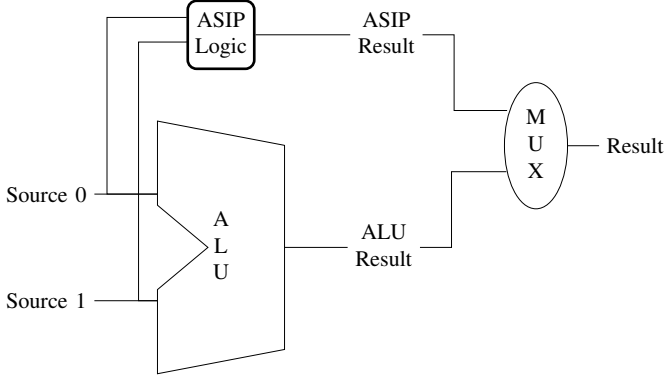 ASIP
Logic
ASIP
Result
M
U
X
Result
Source 0
A
L
U
ALU
Result
Source 1